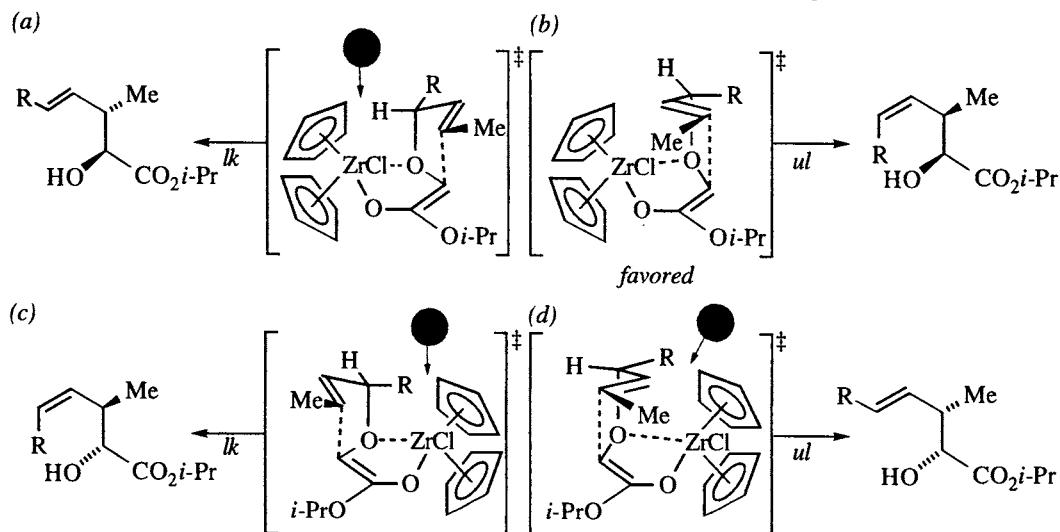 (a)
R
Me
HO
CO₂i-Pr
lk
H
R
Me
ZrCl
O
O
Oi-Pr
‡
(b)
H
R
Me
ZrCl
O
O
Oi-Pr
‡
favored
ul
Me
R
HO
CO₂i-Pr
(c)
Me
R
HO
CO₂i-Pr
lk
H
R
Me
O
ZrCl
O
i-PrO
‡
(d)
H
R
Me
O
ZrCl
O
i-PrO
‡
ul
R
Me
HO
CO₂i-Pr